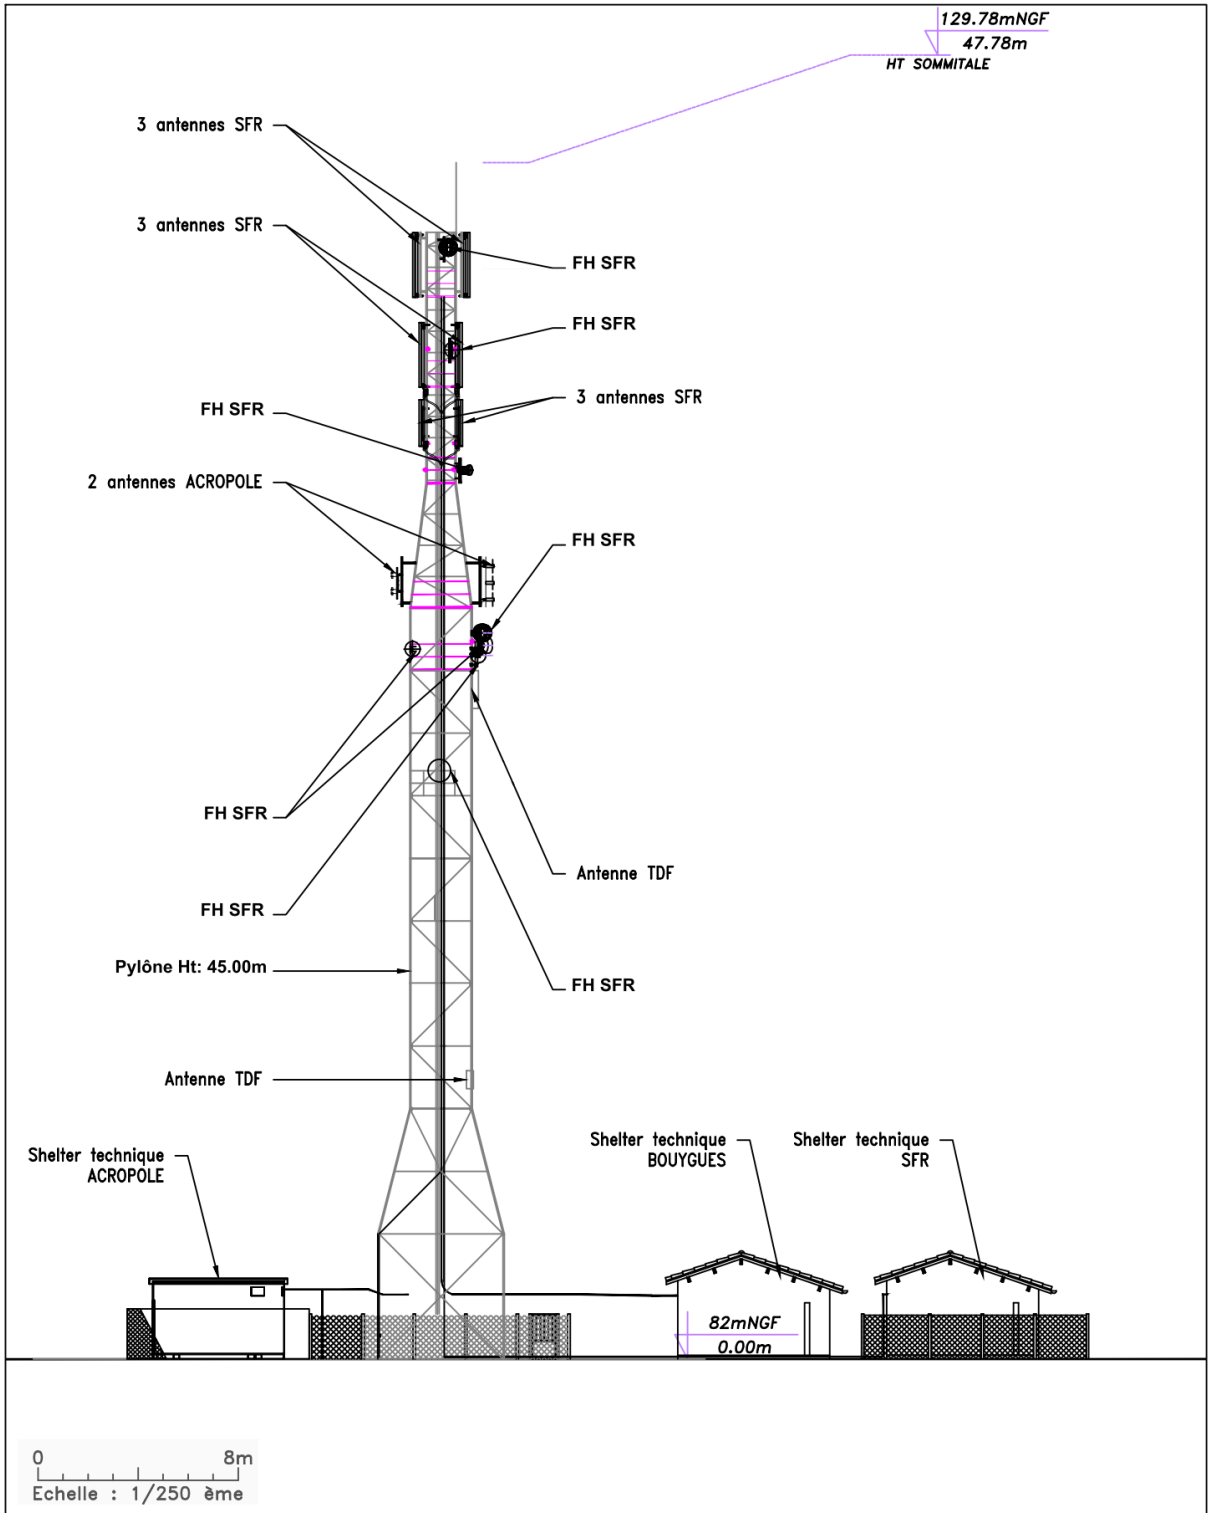 129.78mNGF
47.78m
HT SOMMITALE
3 antennes SFR
3 antennes SFR
FH SFR
FH SFR
3 antennes SFR
FH SFR
2 antennes ACROPOLE
FH SFR
FH SFR
Antenne TDF
FH SFR
Pylône Ht: 45.00m
FH SFR
Antenne TDF
Shelter technique
ACROPOLE
Shelter technique
BOUYGUES
Shelter technique
SFR
82mNGF
0.00m
0 8m
Echelle : 1/250 ème